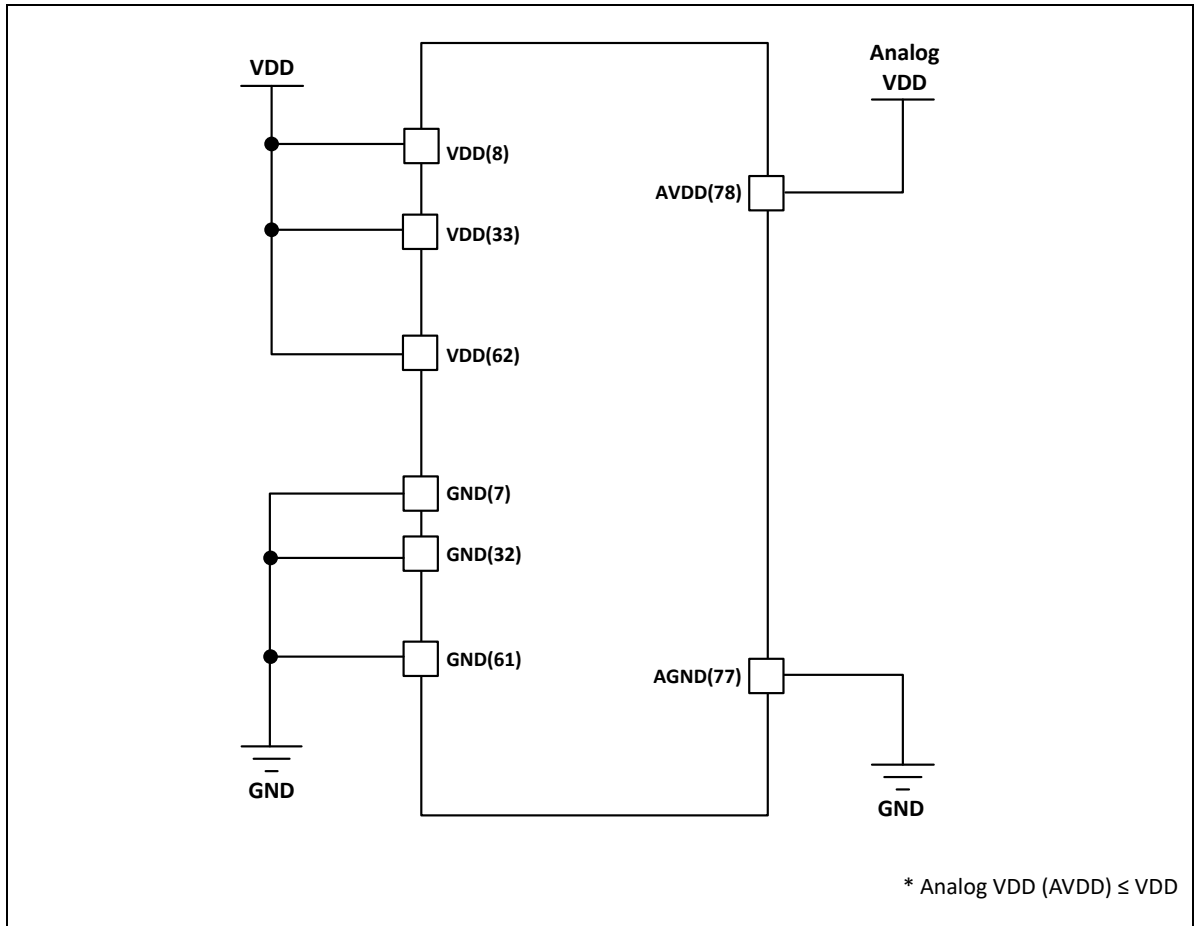 VDD
VDD(8)
VDD(33)
VDD(62)
GND(7)
GND(32)
GND(61)
GND
Analog
VDD
AVDD(78)
AGND(77)
GND
* Analog VDD (AVDD) ≤ VDD